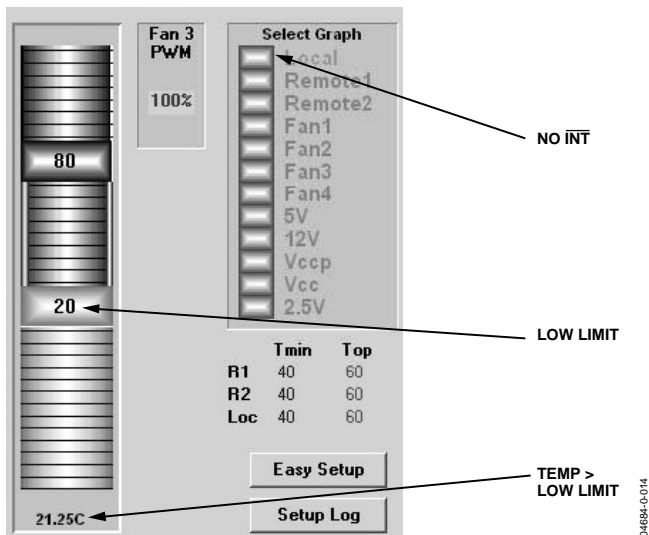 Fan 3
PWM
100%
80
20
21.25C
Select Graph
Local
Remote1
Remote2
Fan1
Fan2
Fan3
Fan4
5V
12V
Vccp
Vcc
2.5V
Tmin Top
R1 40 60
R2 40 60
Loc 40 60
Easy Setup
Setup Log
NO I̅N̅T̅
LOW LIMIT
TEMP >
LOW LIMIT
04684-0-014